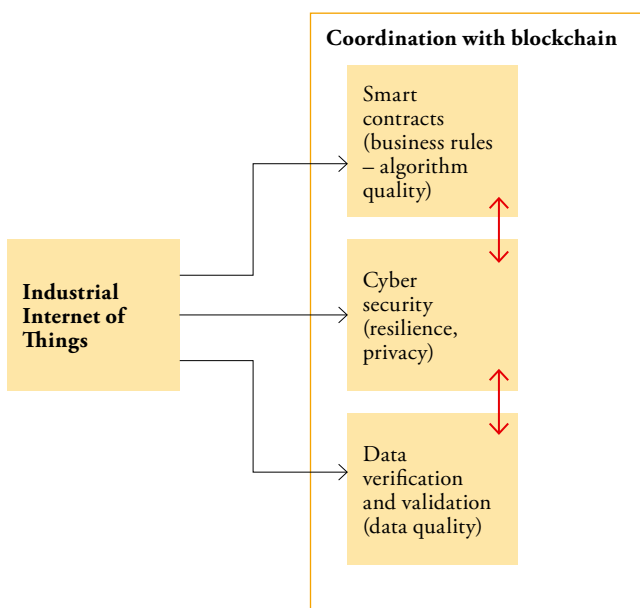 Coordination with blockchain
Smart
contracts
(business rules
– algorithm
quality)
Industrial
Internet of
Things
Cyber
security
(resilience,
privacy)
Data
verification
and validation
(data quality)